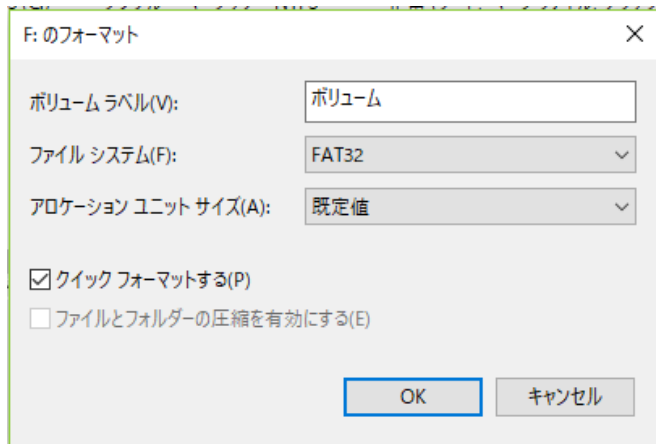 F: のフォーマット
ボリューム ラベル(V):
ボリューム
ファイル システム(F):
FAT32
アロケーション ユニット サイズ(A):
既定値
クイック フォーマットする(P)
ファイルとフォルダーの圧縮を有効にする(E)
OK
キャンセル